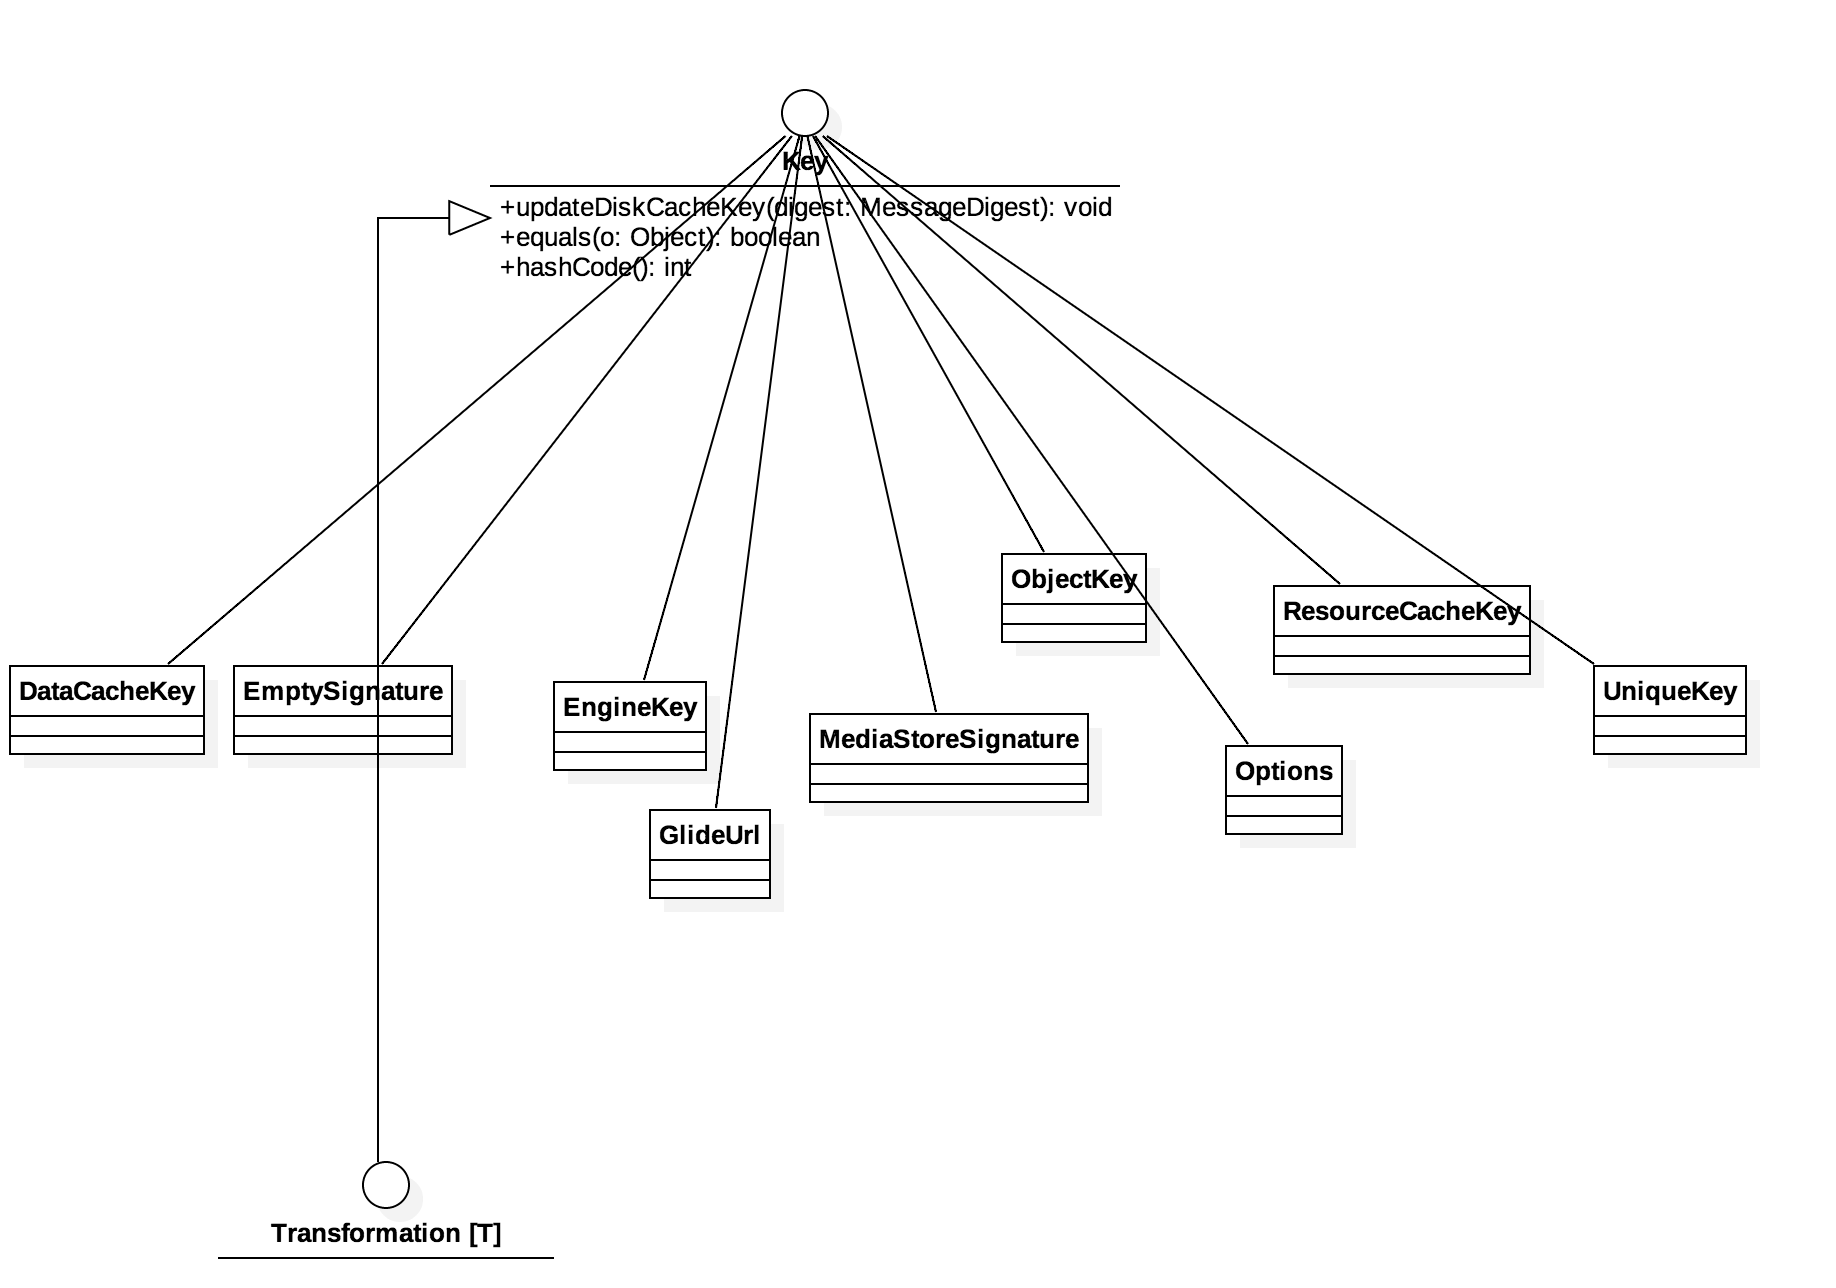 Key
+updateDiskCacheKey(digest: MessageDigest): void
+equals(o: Object): boolean
+hashCode(): int
ObjectKey
ResourceCacheKey
DataCacheKey
EmptySignature
EngineKey
UniqueKey
MediaStoreSignature
Options
GlideUrl
Transformation [T]